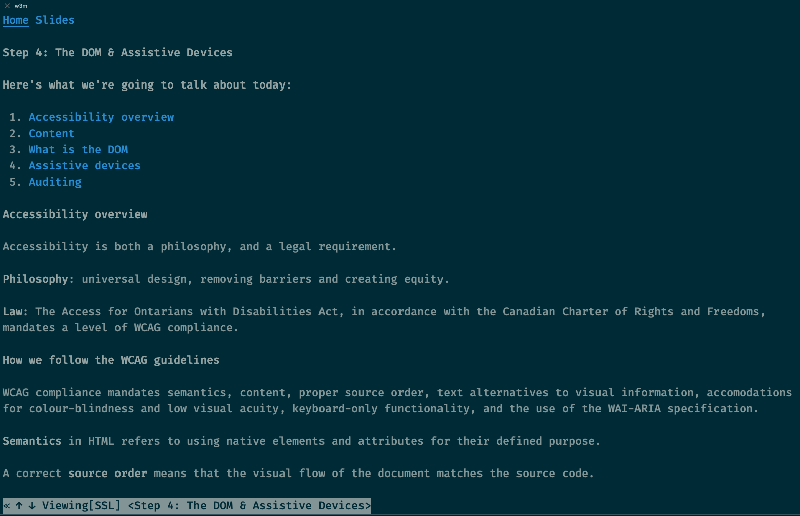 w3m
Home Slides
Step 4: The DOM & Assistive Devices
Here's what we're going to talk about today:
1. Accessibility overview
2. Content
3. What is the DOM
4. Assistive devices
5. Auditing
Accessibility overview
Accessibility is both a philosophy, and a legal requirement.
Philosophy: universal design, removing barriers and creating equity.
Law: The Access for Ontarians with Disabilities Act, in accordance with the Canadian Charter of Rights and Freedoms,
mandates a level of WCAG compliance.
How we follow the WCAG guidelines
WCAG compliance mandates semantics, content, proper source order, text alternatives to visual information, accomodations
for colour-blindness and low visual acuity, keyboard-only functionality, and the use of the WAI-ARIA specification.
Semantics in HTML refers to using native elements and attributes for their defined purpose.
A correct source order means that the visual flow of the document matches the source code.
« ↑ ↓ Viewing[SSL] <Step 4: The DOM & Assistive Devices>